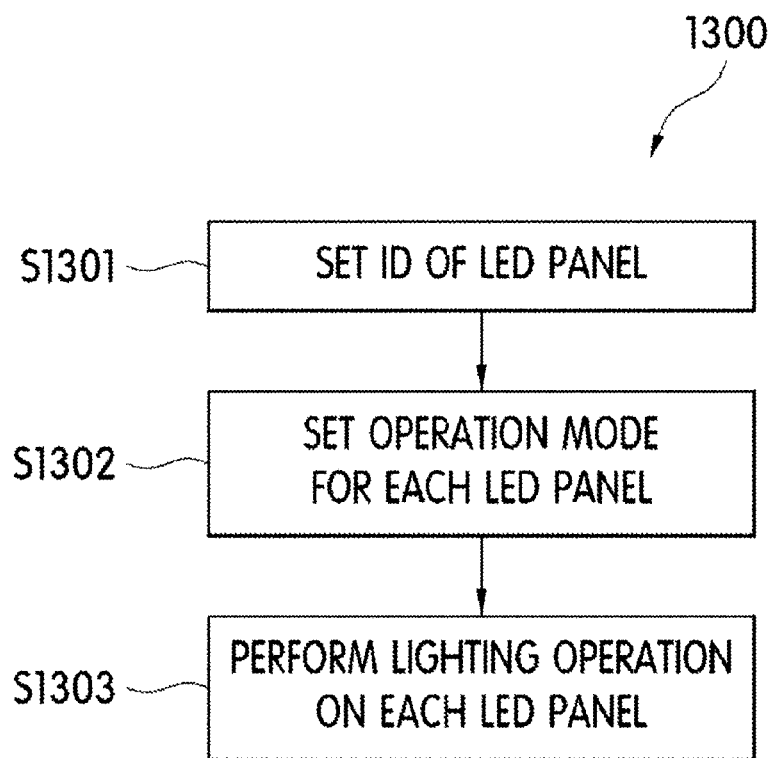 1300
S1301
SET ID OF LED PANEL
S1302
SET OPERATION MODE
FOR EACH LED PANEL
S1303
PERFORM LIGHTING OPERATION
ON EACH LED PANEL